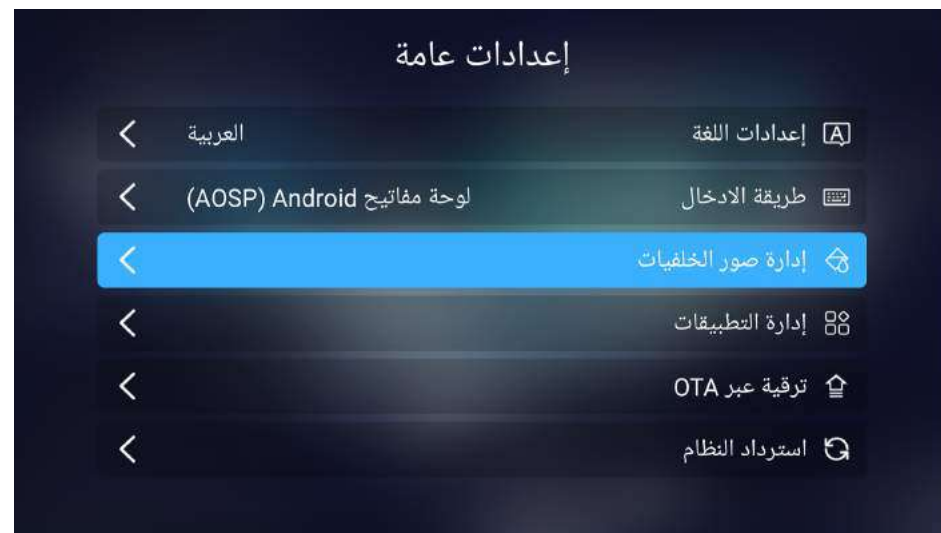 إعدادات عامة
إعدادات اللغة العربية
طريقة الادخال لوحة مفاتيح Android (AOSP)
إدارة صور الخلفيات
إدارة التطبيقات
ترقية عبر OTA
استرداد النظام